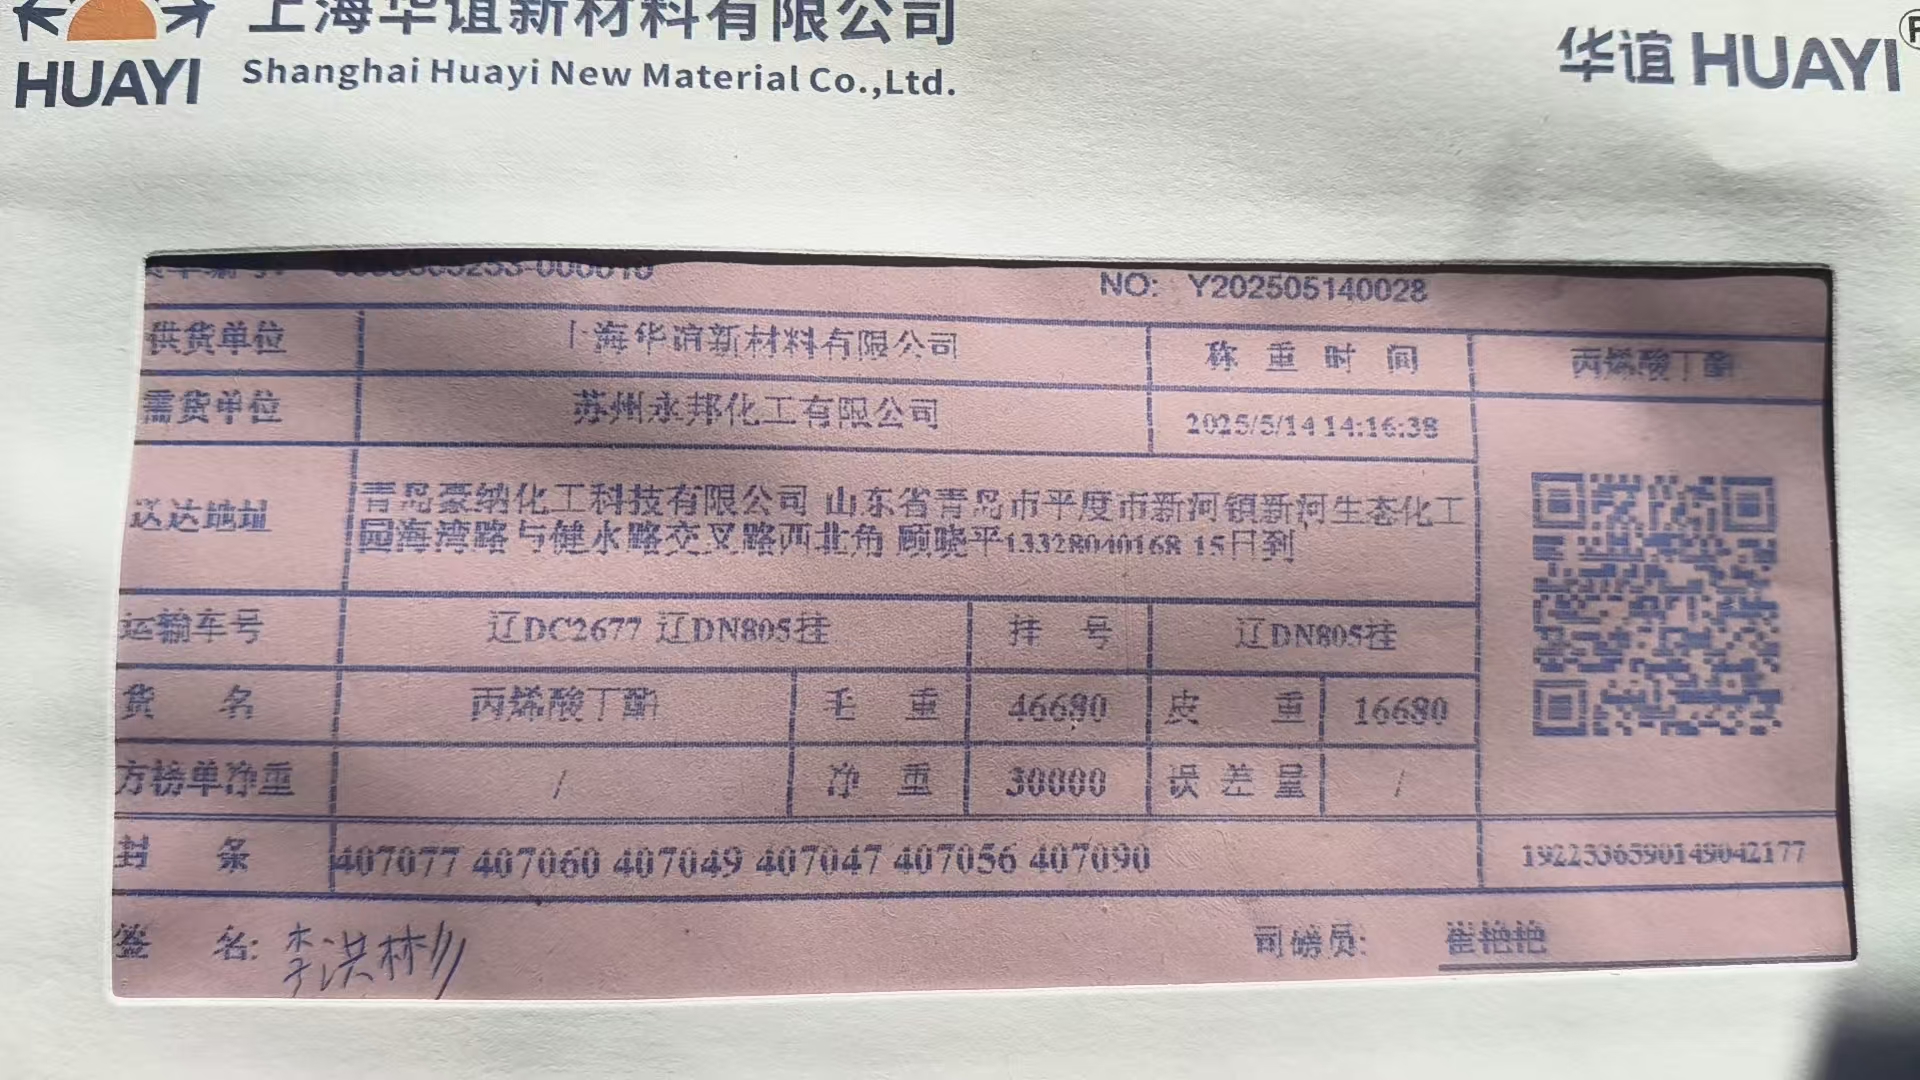 上海华谊新材料有限公司
HUAYI Shanghai Huayi New Material Co.,Ltd.
华谊 HUAYI
NO: Y202505140028
供货单位 上海华谊新材料有限公司 称重时间 丙烯酸丁酯
需货单位 苏州永邦化工有限公司 2025/5/14 14:16:38
送达地址 青岛豪纳化工科技有限公司 山东省青岛市平度市新河镇新河生态化工
园海湾路与健水路交叉路西北角 顾晓平13328040168 15日到
运输车号 辽DC2677 辽DN805挂 挂号 辽DN805挂
货名 丙烯酸丁酯 毛重 46680 皮重 16680
方榜单净重 / 净重 30000 误差量 /
封条 407077 407060 407049 407047 407056 407090 1922536590149042177
签名: 李洪彬 司磅员: 崔艳艳